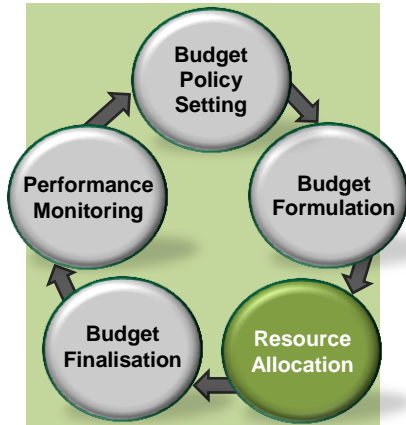 Budget
Policy
Setting
Budget
Formulation
Resource
Allocation
Budget
Finalisation
Performance
Monitoring